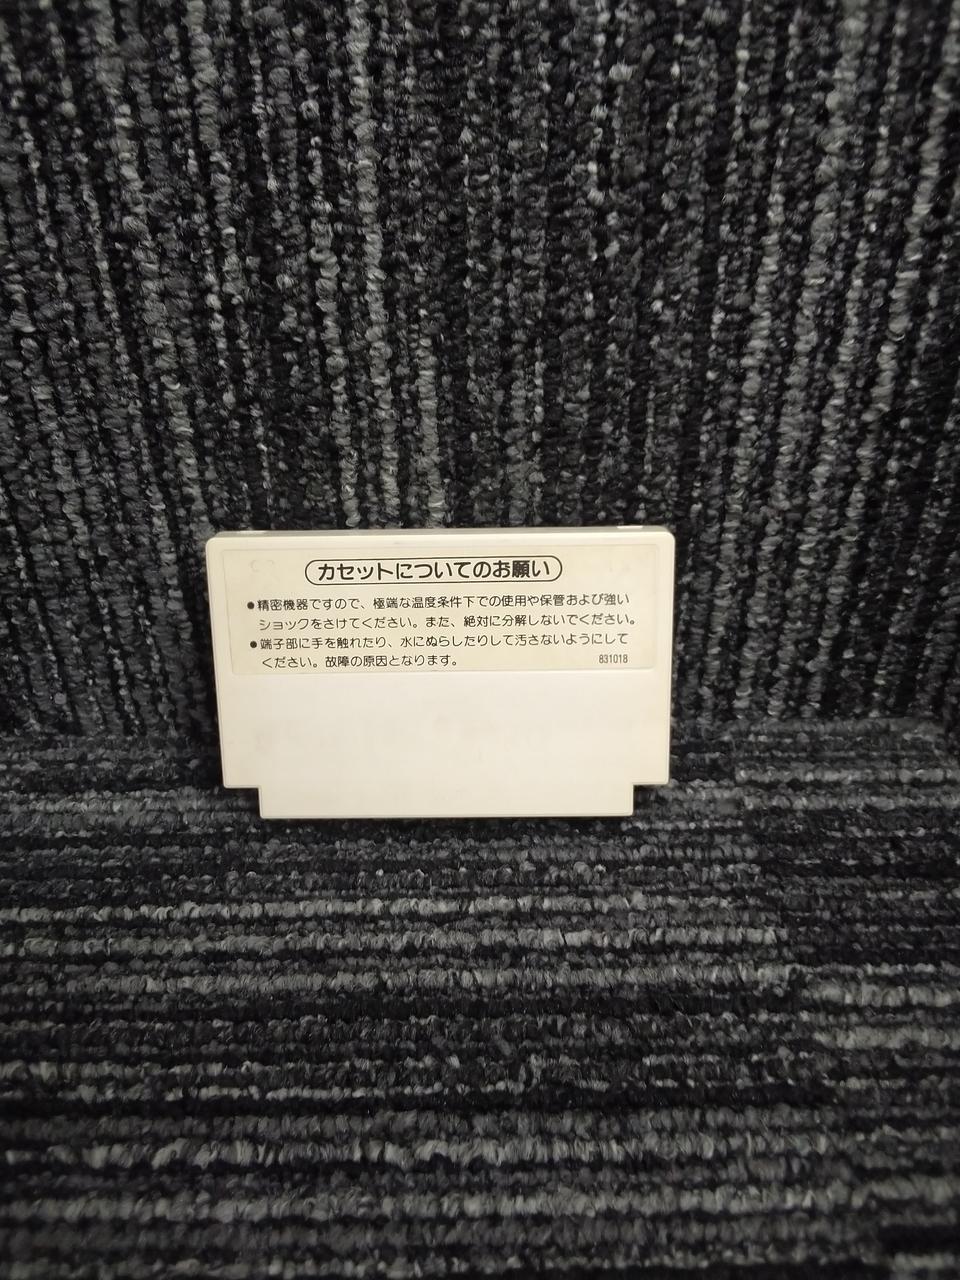 カセットについてのお願い
●精密機器ですので、極端な温度条件下での使用や保管および強い
ショックをさけてください。また、絶対に分解しないでください。
●端子部に手を触れたり、水にぬらしたりして汚さないようにして
ください。故障の原因となります。 831018